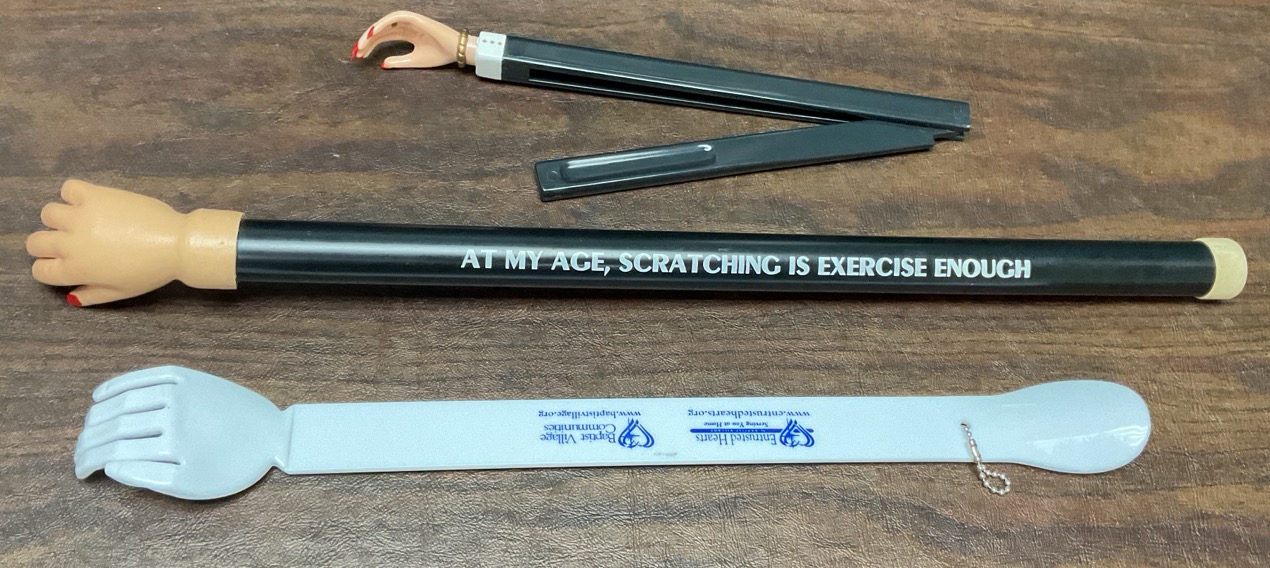 AT MY AGE, SCRATCHING IS EXERCISE ENOUGH
Entrusted Hearts
Serving You at Home
www.entrustedhearts.org
Baptist Village
Communities
www.baptistvillage.org